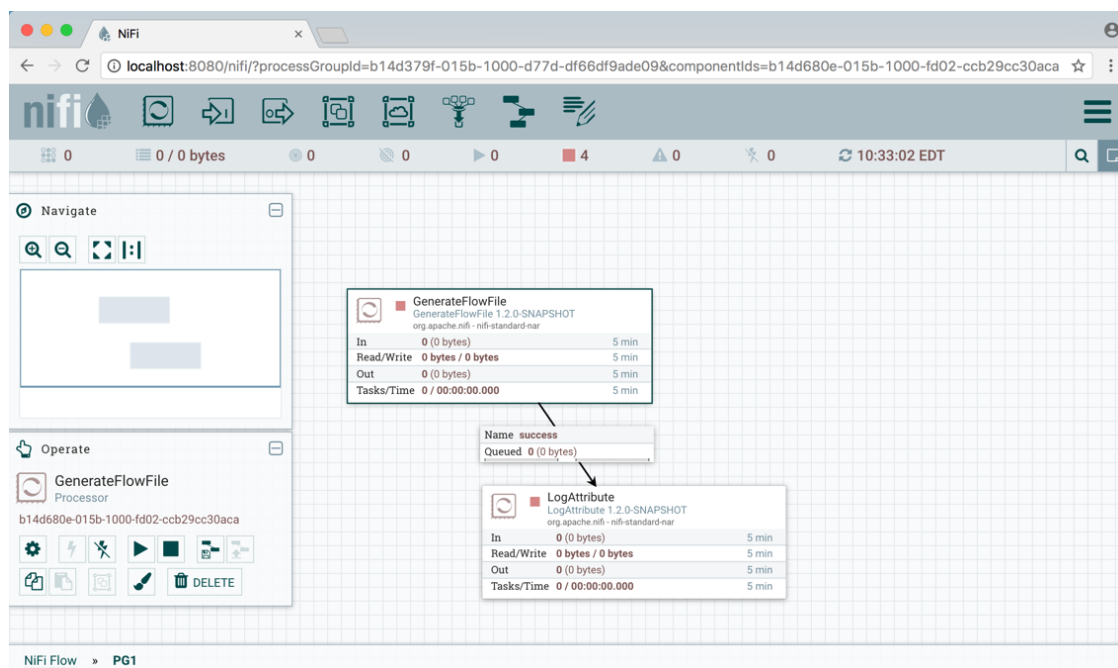 NiFi
localhost:8080/nifi/?processGroupId=b14d379f-015b-1000-d77d-df66df9ade09&componentIds=b14d680e-015b-1000-fd02-ccb29cc30aca
nifi
0
0 / 0 bytes
0
0
0
4
0
0
10:33:02 EDT
Navigate
GenerateFlowFile
GenerateFlowFile 1.2.0-SNAPSHOT
org.apache.nifi - nifi-standard-nar
In 0 (0 bytes) 5 min
Read/Write 0 bytes / 0 bytes 5 min
Out 0 (0 bytes) 5 min
Tasks/Time 0 / 00:00:00.000 5 min
Name success
Queued 0 (0 bytes)
Operate
GenerateFlowFile
Processor
b14d680e-015b-1000-fd02-ccb29cc30aca
DELETE
LogAttribute
LogAttribute 1.2.0-SNAPSHOT
org.apache.nifi - nifi-standard-nar
In 0 (0 bytes) 5 min
Read/Write 0 bytes / 0 bytes 5 min
Out 0 (0 bytes) 5 min
Tasks/Time 0 / 00:00:00.000 5 min
NiFi Flow » PG1